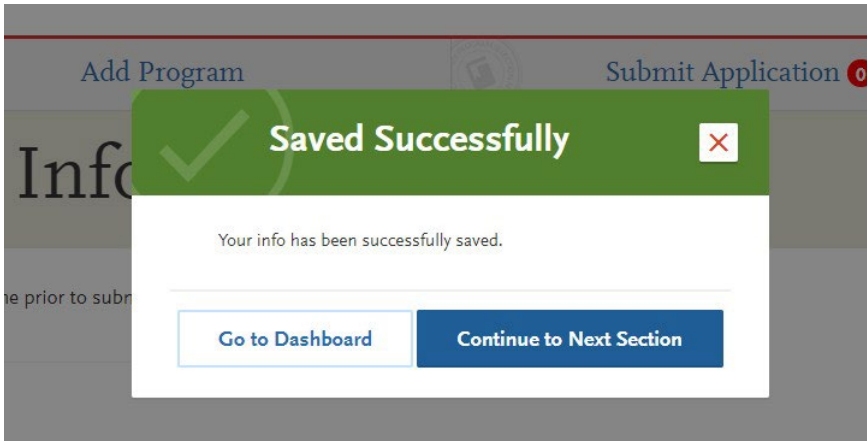 Add Program
Submit Application 0
Saved Successfully
Info
Your info has been successfully saved.
prior to
Go to Dashboard
Continue to Next Section